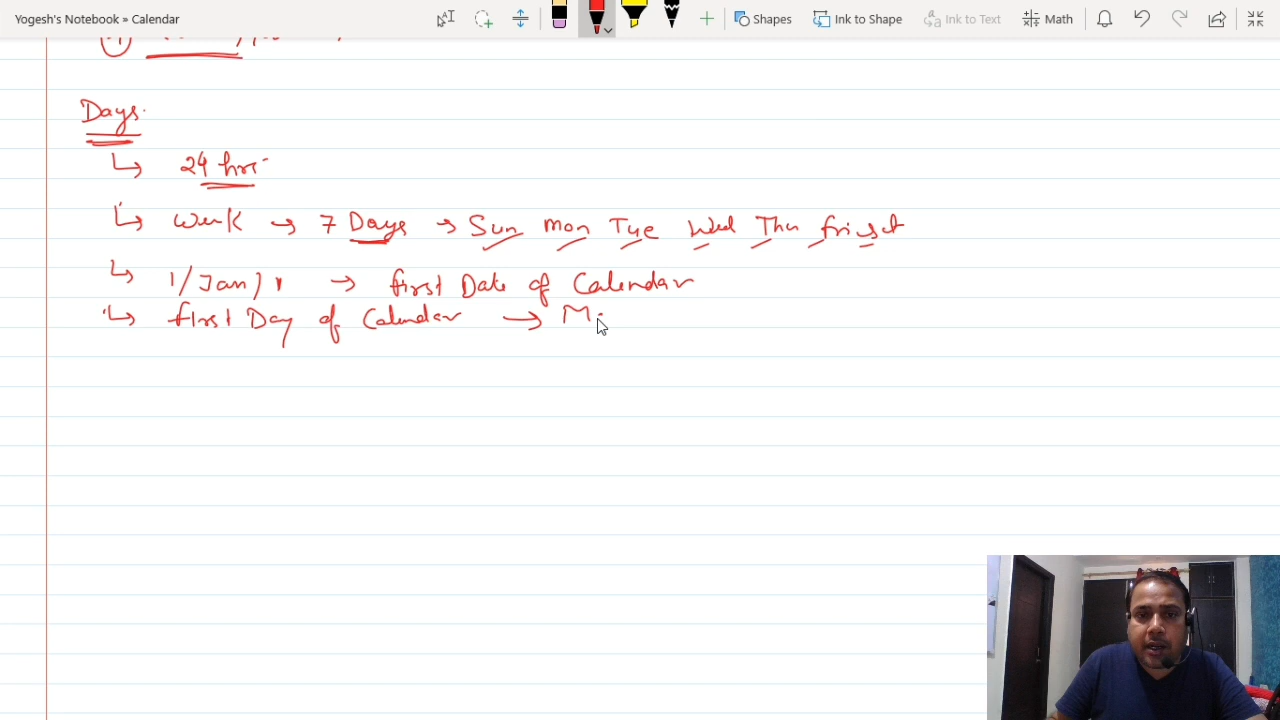 Yogesh's Notebook » Calendar
Shapes Ink to Shape Ink to Text Math
Days
↳ 24 hrs
↳ Week → 7 Days → Sun Mon Tue Wed Thu fri sat
↳ 1/Jan/1 → first Date of Calendar
↳ first Day of Calendar → Mo